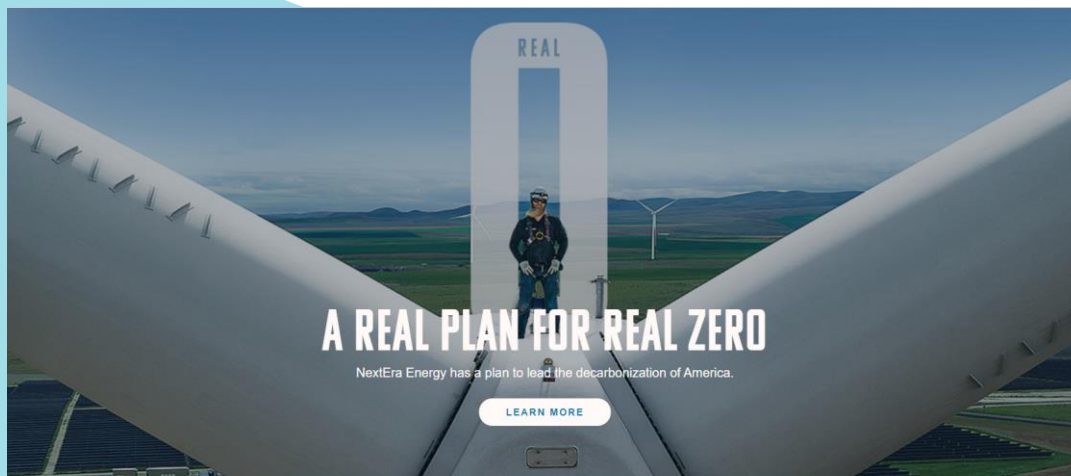 REAL
A REAL PLAN FOR REAL ZERO
NextEra Energy has a plan to lead the decarbonization of America.
LEARN MORE